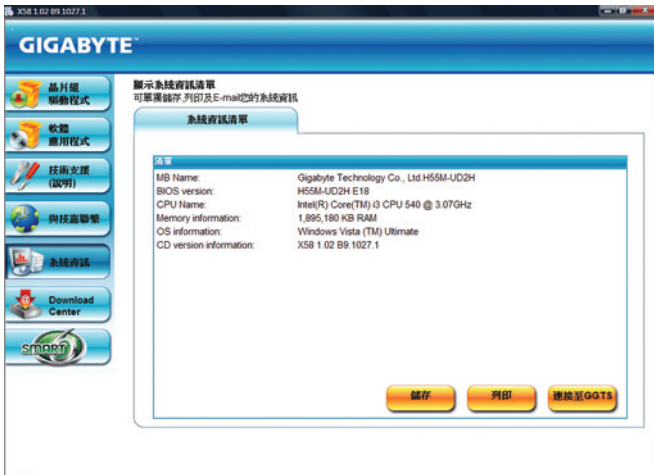 X58 1.02 B9.1027.1
GIGABYTE™
晶片組
驅動程式
軟體
應用程式
技術支援
(說明)
與技嘉聯繫
系統資訊
Download
Center
SMART 6
顯示系統資訊清單
可單獨儲存,列印及E-mail您的系統資訊
系統資訊清單
清單
MB Name: Gigabyte Technology Co., Ltd.H55M-UD2H
BIOS version: H55M-UD2H E18
CPU Name: Intel(R) Core(TM) i3 CPU 540 @ 3.07GHz
Memory information: 1,895,180 KB RAM
OS information: Windows Vista (TM) Ultimate
CD version information: X58 1.02 B9.1027.1
儲存 列印 連接至GGTS